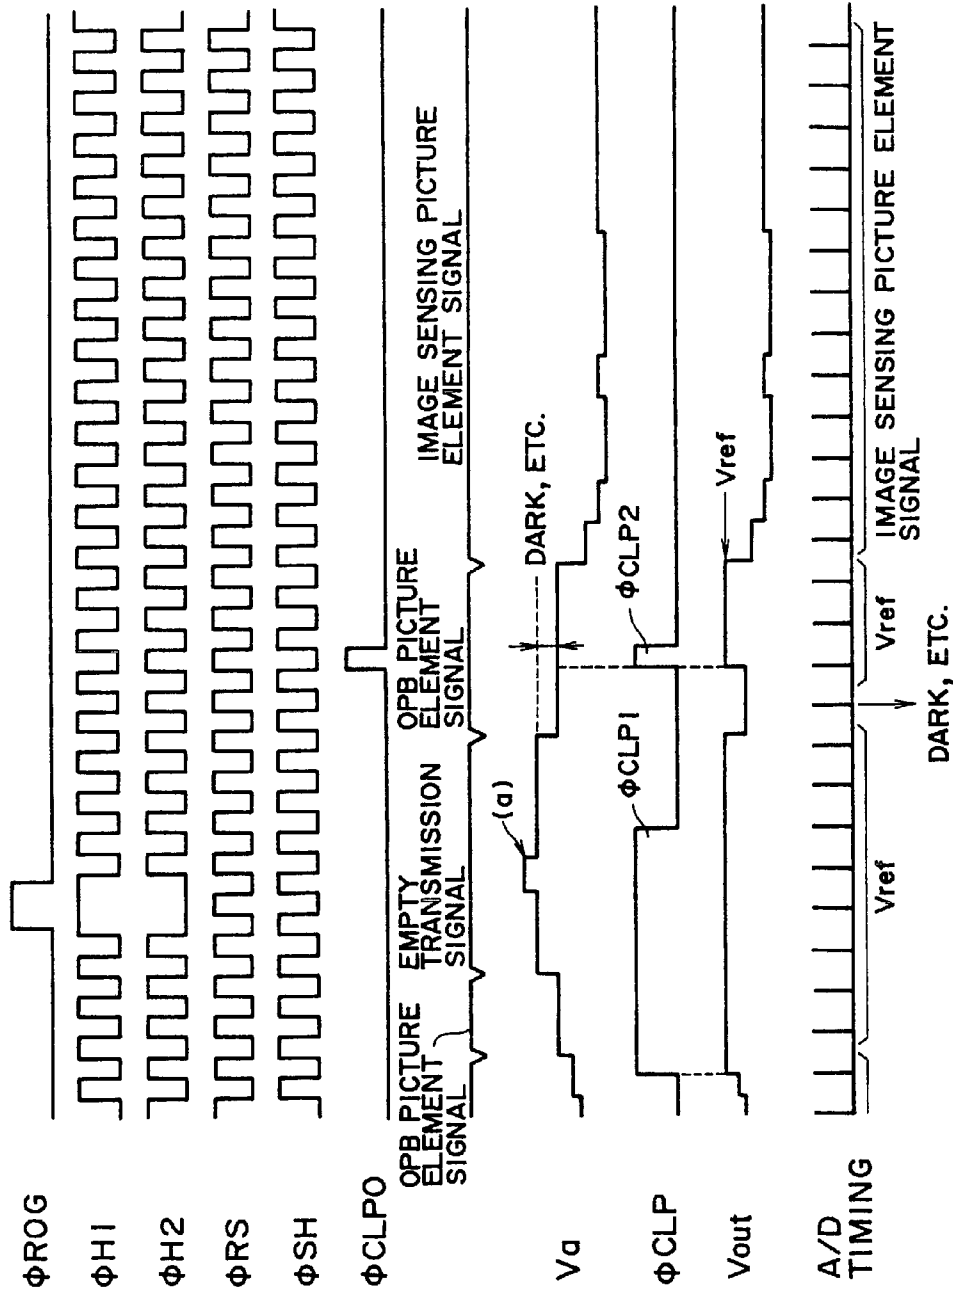 ΦROG
ΦH1
ΦH2
ΦRS
ΦSH
ΦCLPO
OPB PICTURE
ELEMENT
SIGNAL
EMPTY
TRANSMISSION
SIGNAL
OPB PICTURE
ELEMENT
SIGNAL
IMAGE SENSING PICTURE
ELEMENT SIGNAL
Va
(a)
DARK, ETC.
ΦCLP
ΦCLP1
ΦCLP2
Vout
Vref
A/D
TIMING
Vref
DARK, ETC.
Vref
IMAGE SENSING PICTURE ELEMENT
SIGNAL